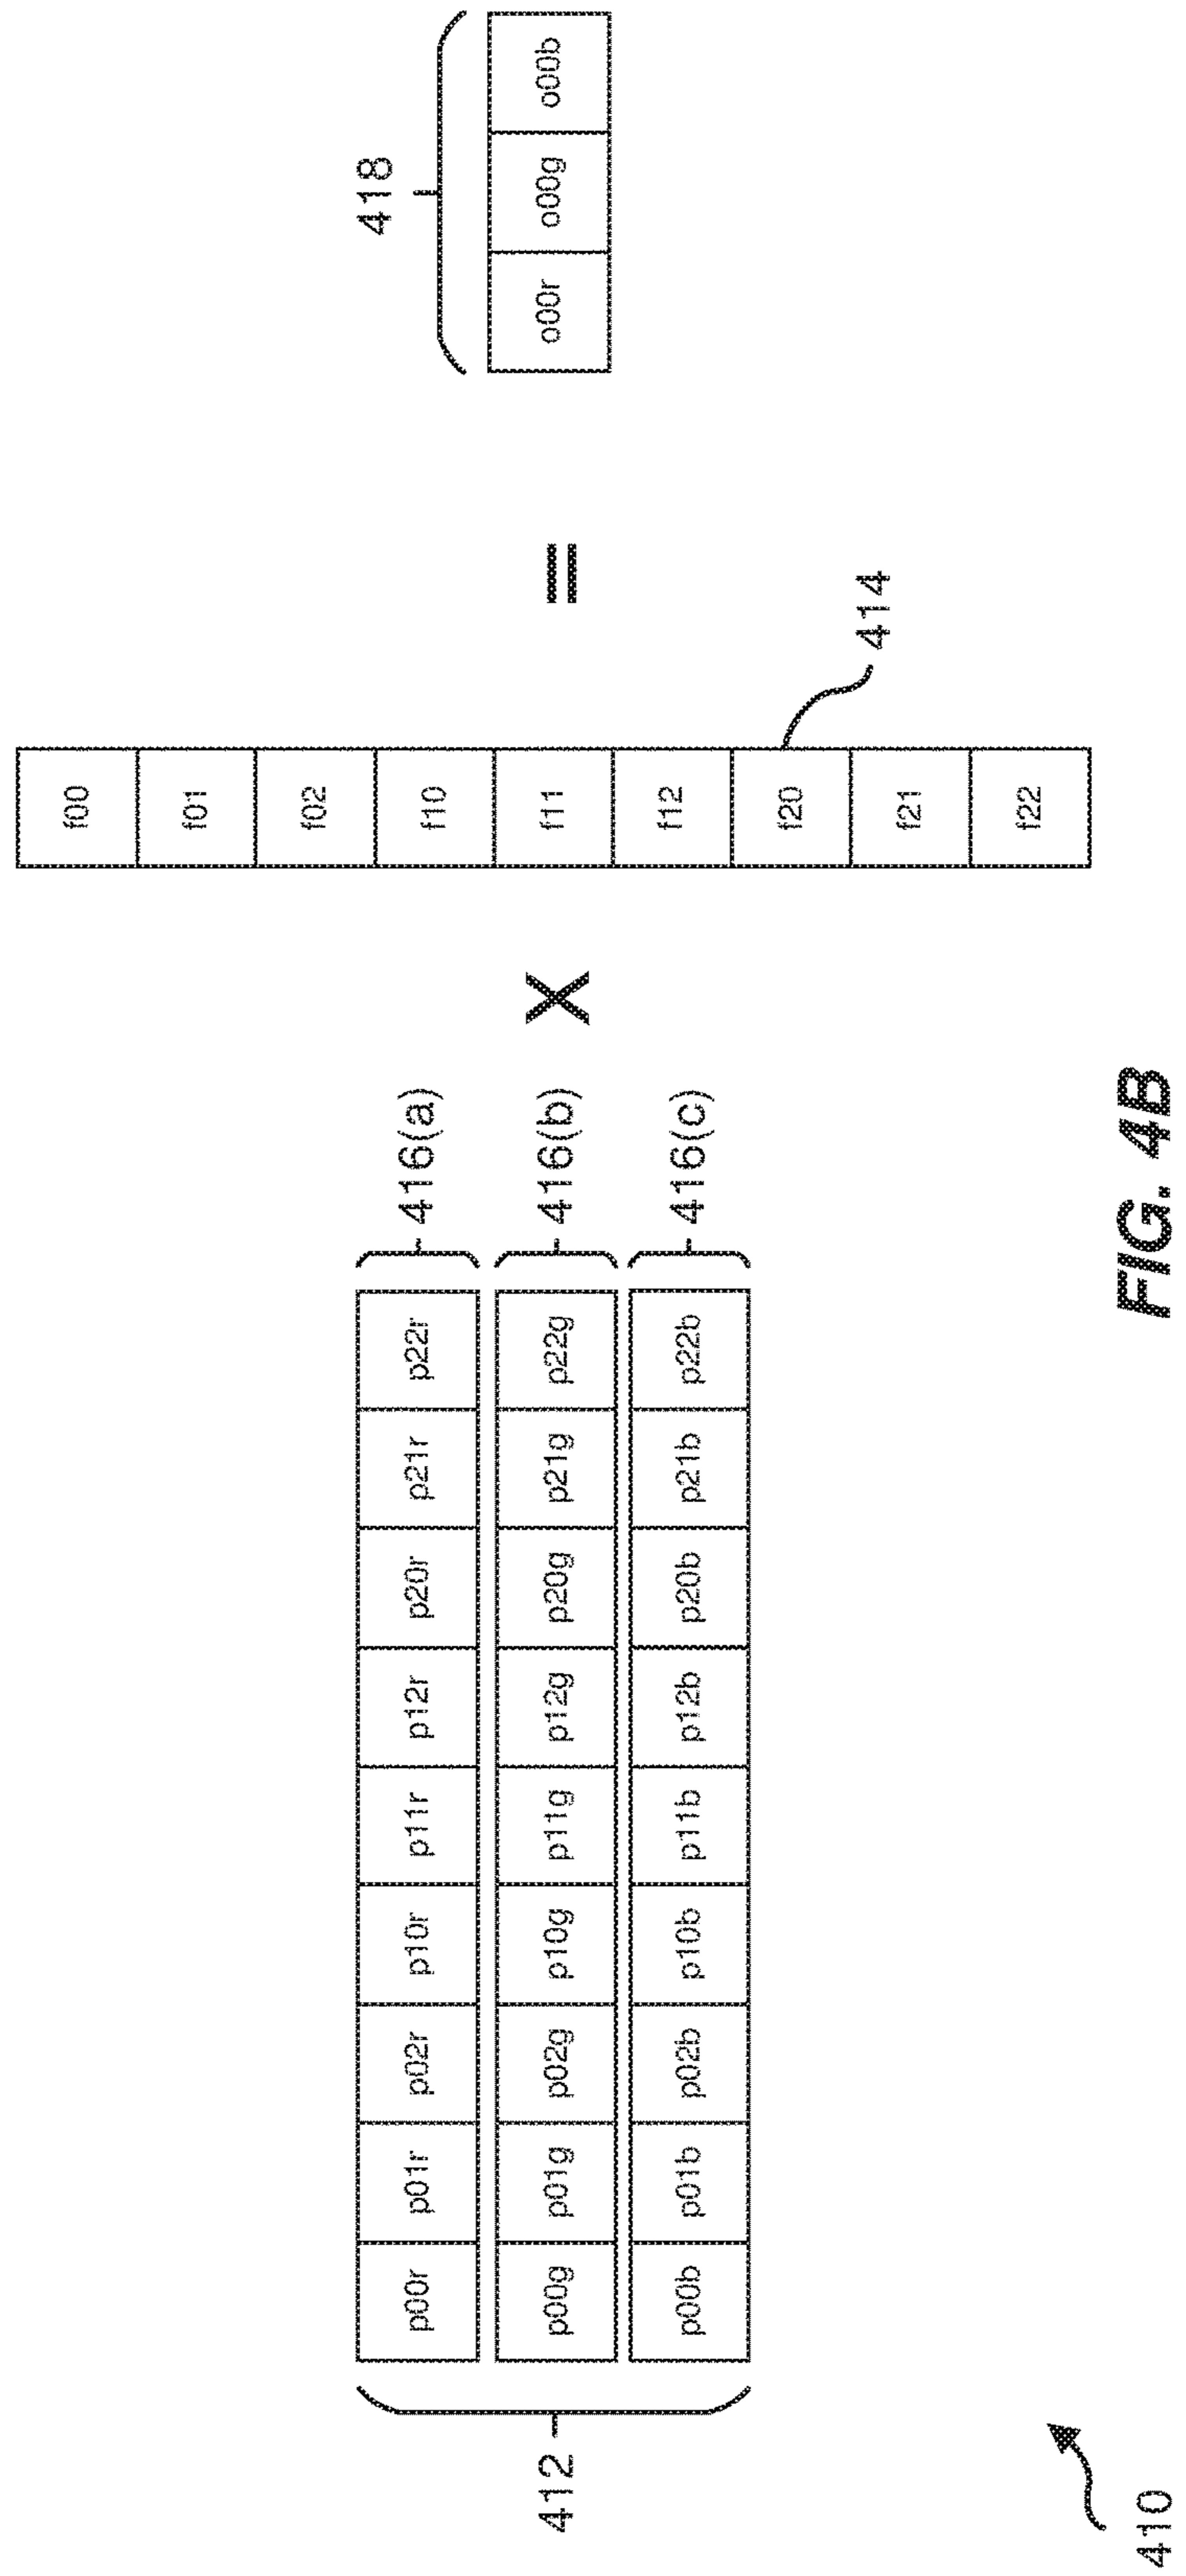 410
412
p00r p01r p02r p10r p11r p12r p20r p21r p22r
416(a)
p00g p01g p02g p10g p11g p12g p20g p21g p22g
416(b)
p00b p01b p02b p10b p11b p12b p20b p21b p22b
416(c)
X
f00
f01
f02
f10
f11
f12
f20
f21
f22
414
=
418
o00r o00g o00b
FIG. 4B